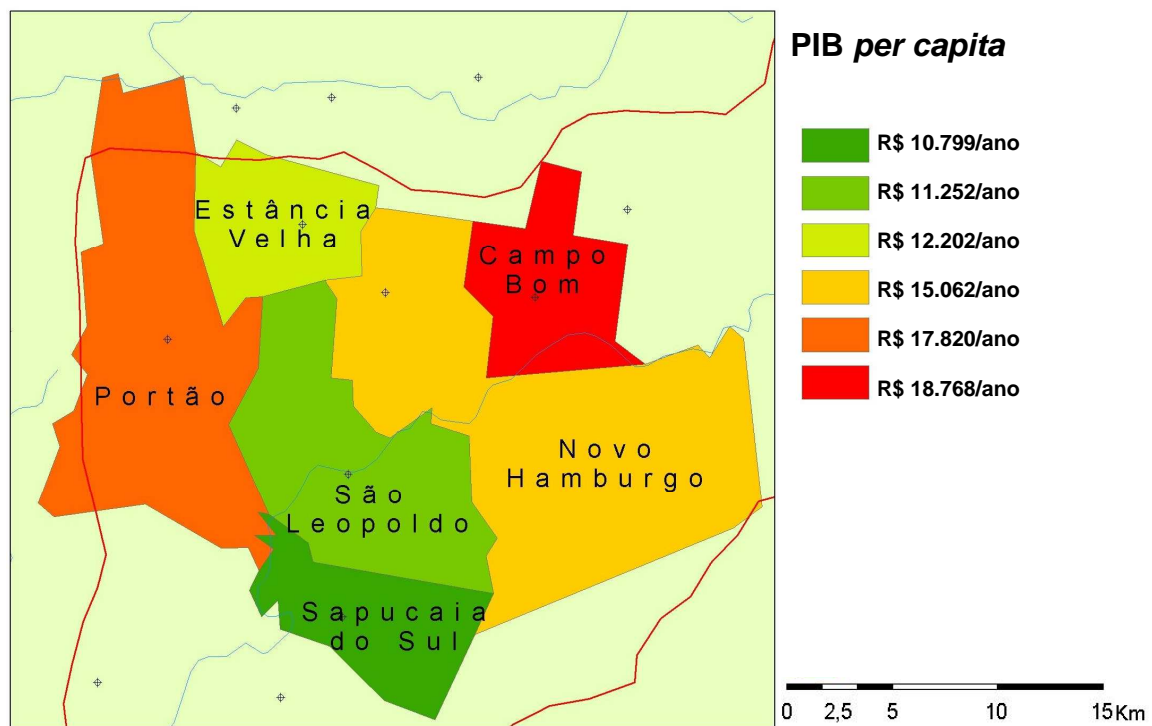 PIB per capita
R$ 10.799/ano
R$ 11.252/ano
R$ 12.202/ano
R$ 15.062/ano
R$ 17.820/ano
R$ 18.768/ano
Estância
Velha
Campo
Bom
Portão
Novo
Hamburgo
São
Leopoldo
Sapucaia
do Sul
0 2,5 5 10 15Km